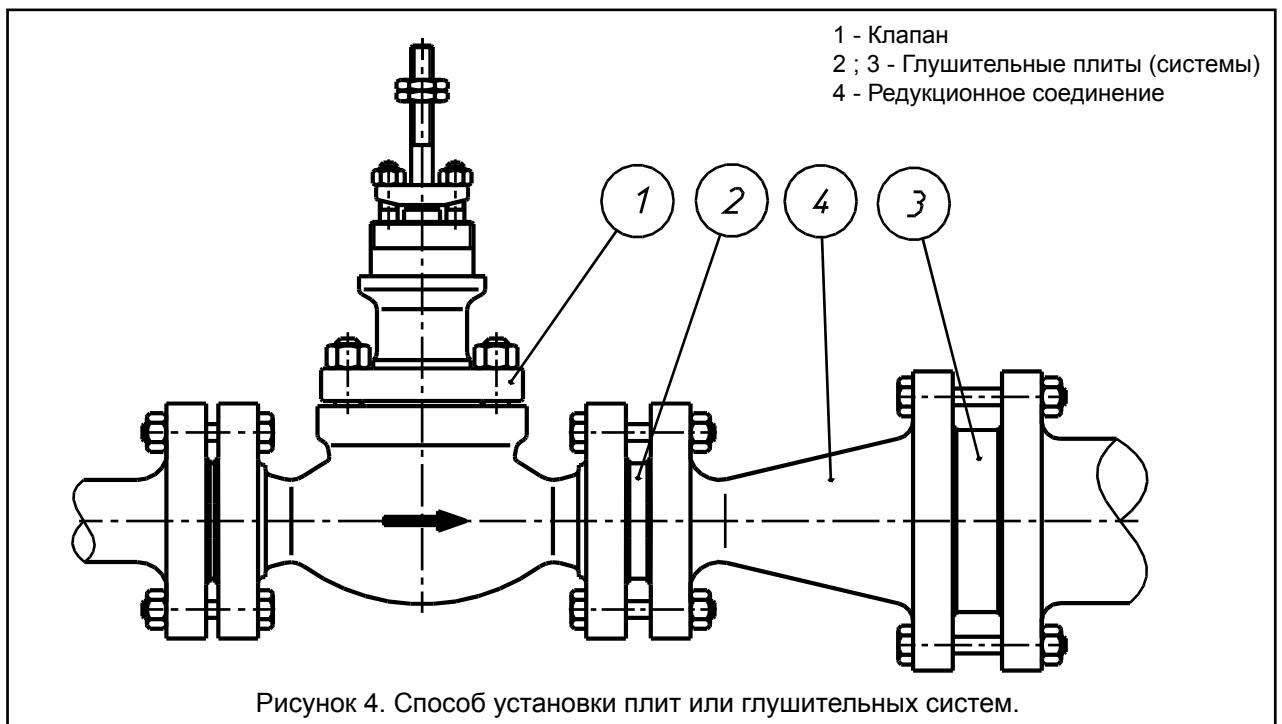 1 - Клапан
2 ; 3 - Глушительные плиты (системы)
4 - Редукционное соединение
1 2 4 3
Рисунок 4. Способ установки плит или глушительных систем.